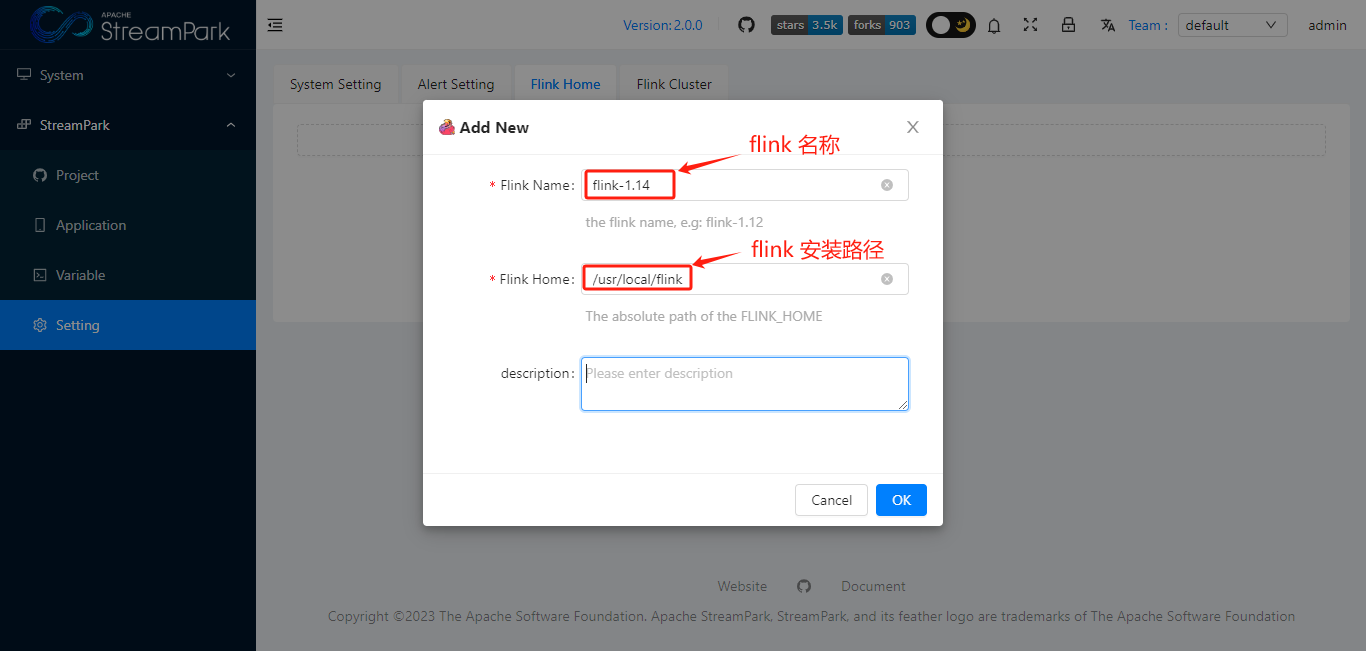 APACHE
StreamPark
Version: 2.0.0
stars 3.5k forks 903
Team : default
admin
System
StreamPark
Project
Application
Variable
Setting
System Setting
Alert Setting
Flink Home
Flink Cluster
Add New
flink 名称
* Flink Name:
flink-1.14
the flink name, e.g: flink-1.12
flink 安装路径
* Flink Home:
/usr/local/flink
The absolute path of the FLINK_HOME
description:
Please enter description
Cancel
OK
Website
Document
Copyright ©2023 The Apache Software Foundation. Apache StreamPark, StreamPark, and its feather logo are trademarks of The Apache Software Foundation